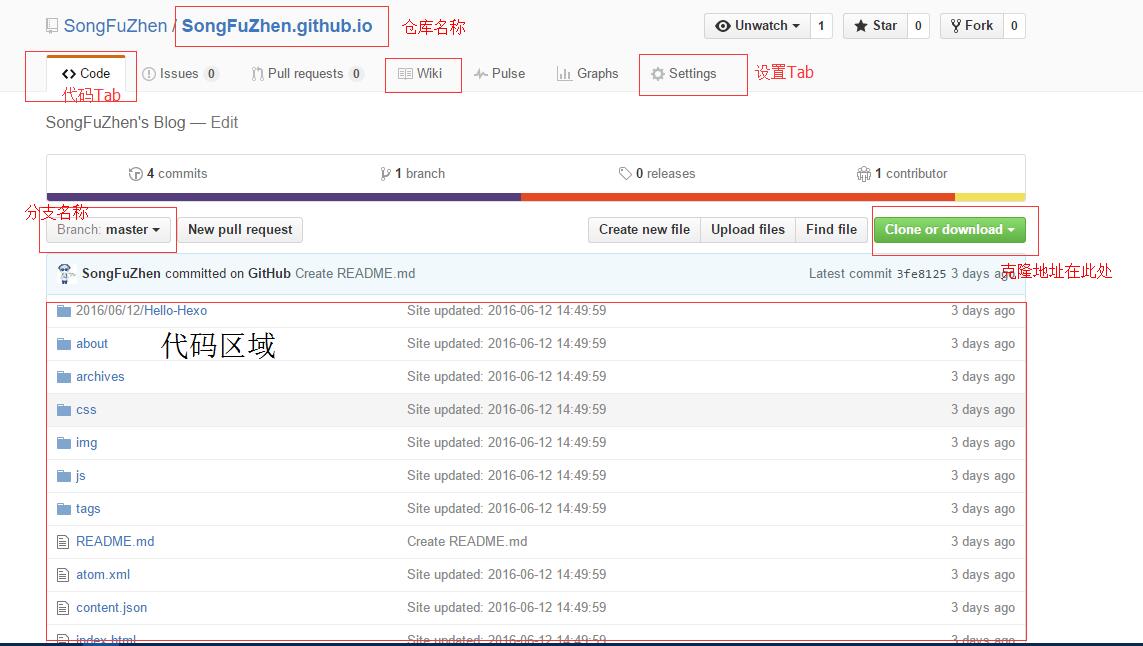 SongFuZhen / SongFuZhen.github.io 仓库名称 Unwatch 1 Star 0 Fork 0
Code Issues 0 Pull requests 0 Wiki Pulse Graphs Settings 设置Tab
代码Tab
SongFuZhen's Blog — Edit
4 commits 1 branch 0 releases 1 contributor
分支名称
Branch: master New pull request Create new file Upload files Find file Clone or download
SongFuZhen committed on GitHub Create README.md Latest commit 3fe8125 3 days ago
克隆地址在此处
2016/06/12/Hello-Hexo Site updated: 2016-06-12 14:49:59 3 days ago
代码区域
about Site updated: 2016-06-12 14:49:59 3 days ago
archives Site updated: 2016-06-12 14:49:59 3 days ago
css Site updated: 2016-06-12 14:49:59 3 days ago
img Site updated: 2016-06-12 14:49:59 3 days ago
js Site updated: 2016-06-12 14:49:59 3 days ago
tags Site updated: 2016-06-12 14:49:59 3 days ago
README.md Create README.md 3 days ago
atom.xml Site updated: 2016-06-12 14:49:59 3 days ago
content.json Site updated: 2016-06-12 14:49:59 3 days ago
index.html Site updated: 2016-06-12 14:49:59 3 days ago